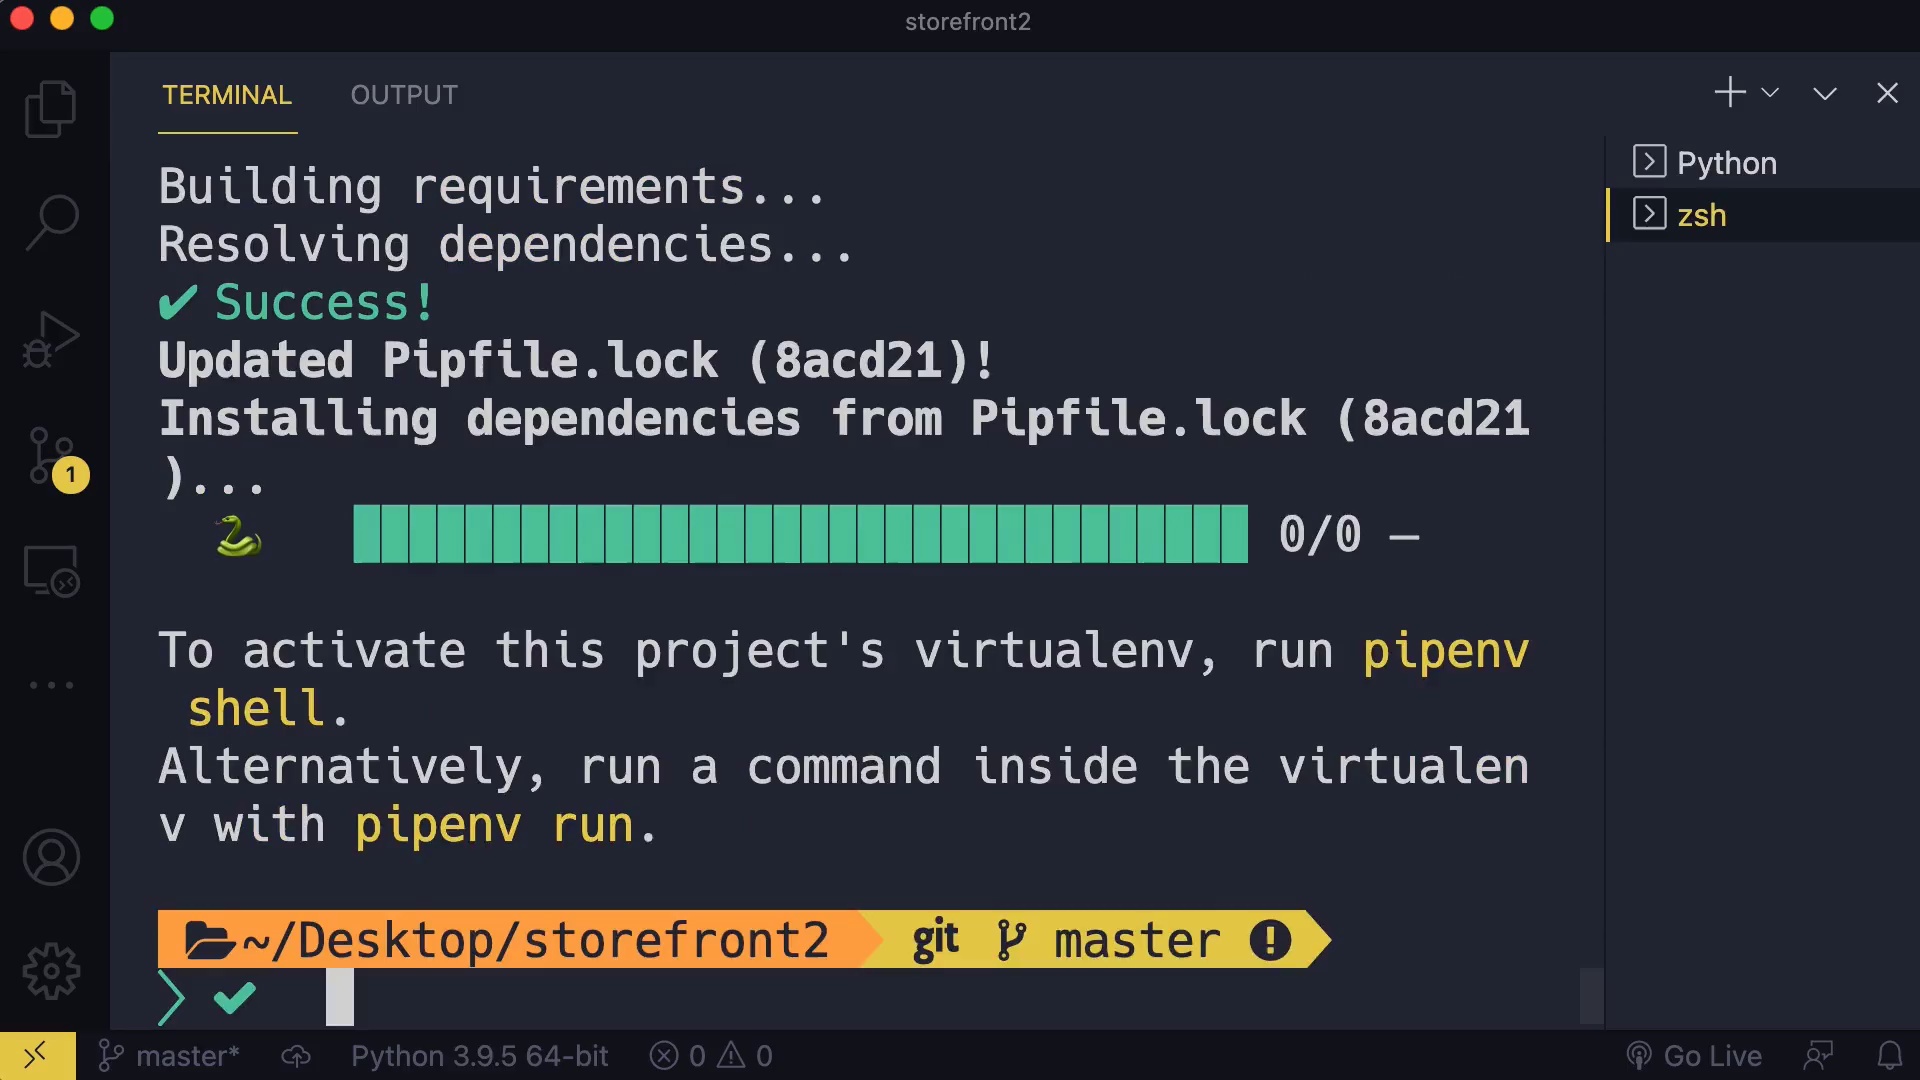 storefront2
TERMINAL OUTPUT
Python
zsh
Building requirements...
Resolving dependencies...
✔ Success!
Updated Pipfile.lock (8acd21)!
Installing dependencies from Pipfile.lock (8acd21
)...
0/0 —
To activate this project's virtualenv, run pipenv
 shell.
Alternatively, run a command inside the virtualen
v with pipenv run.
~/Desktop/storefront2 git master
1
master* Python 3.9.5 64-bit 0 0 Go Live